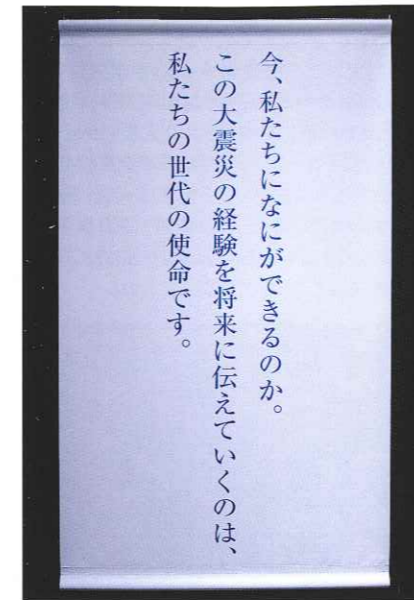 今、私たちになにができるのか。
この大震災の経験を将来に伝えていくのは、
私たちの世代の使命です。